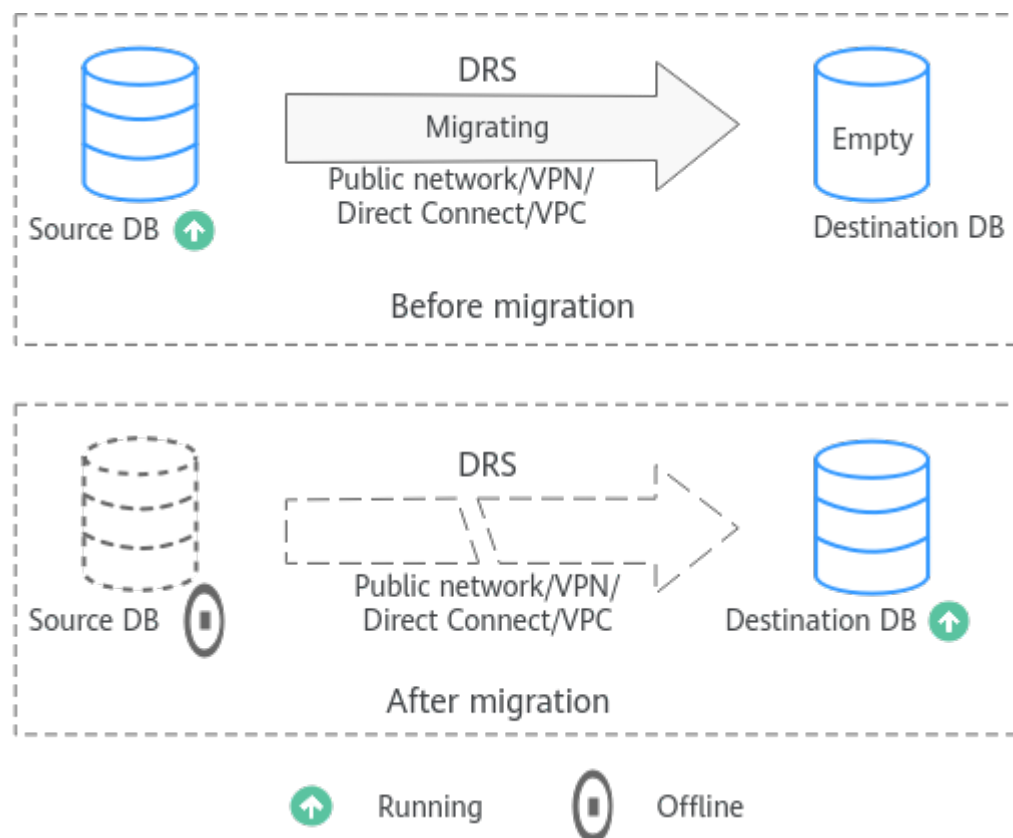 DRS
Migrating
Empty
Public network/VPN/
Direct Connect/VPC
Source DB
Destination DB
Before migration
DRS
Public network/VPN/
Direct Connect/VPC
Source DB
Destination DB
After migration
Running
Offline